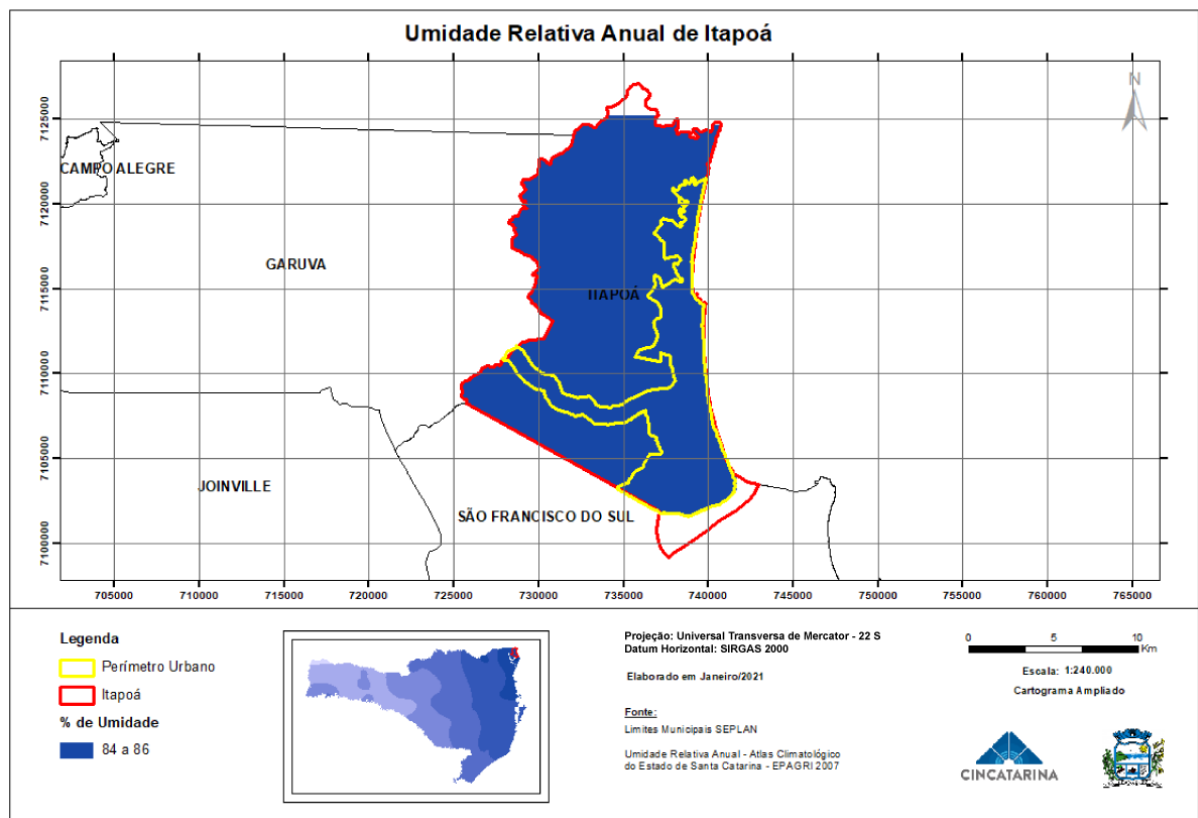 Umidade Relativa Anual de Itapoá
N
7125000
7120000
7115000
7110000
7105000
7100000
CAMPO ALEGRE
GARUVA
ITAPOÁ
JOINVILLE
SÃO FRANCISCO DO SUL
705000 710000 715000 720000 725000 730000 735000 740000 745000 750000 755000 760000 765000
Legenda
Perímetro Urbano
Itapoá
% de Umidade
84 a 86
Projeção: Universal Transversa de Mercator - 22 S
Datum Horizontal: SIRGAS 2000
Elaborado em Janeiro/2021
Fonte:
Limites Municipais SEPLAN
Umidade Relativa Anual - Atlas Climatológico
do Estado de Santa Catarina - EPAGRI 2007
0 5 10
Km
Escala: 1:240.000
Cartograma Ampliado
CINCATARINA